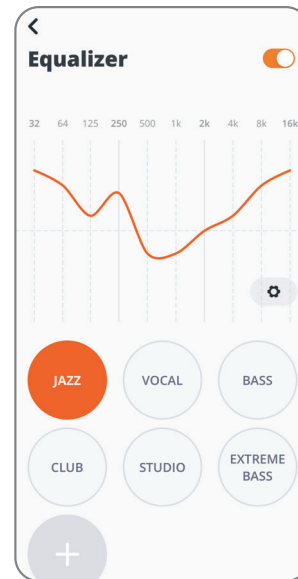 Equalizer
32 64 125 250 500 1k 2k 4k 8k 16k
JAZZ VOCAL BASS
CLUB STUDIO EXTREME
BASS